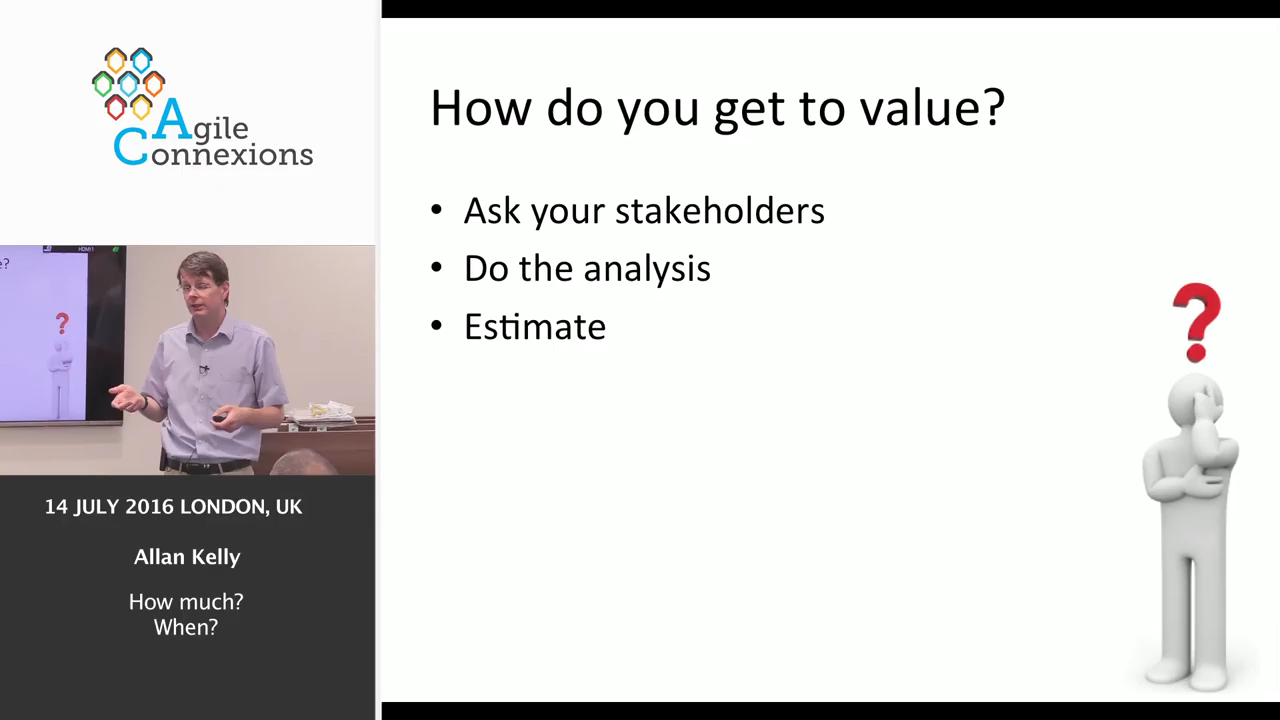 Agile
Connexions
e?
HDMI1
?
14 JULY 2016 LONDON, UK
Allan Kelly
How much?
When?
How do you get to value?
• Ask your stakeholders
• Do the analysis
• Estimate
?